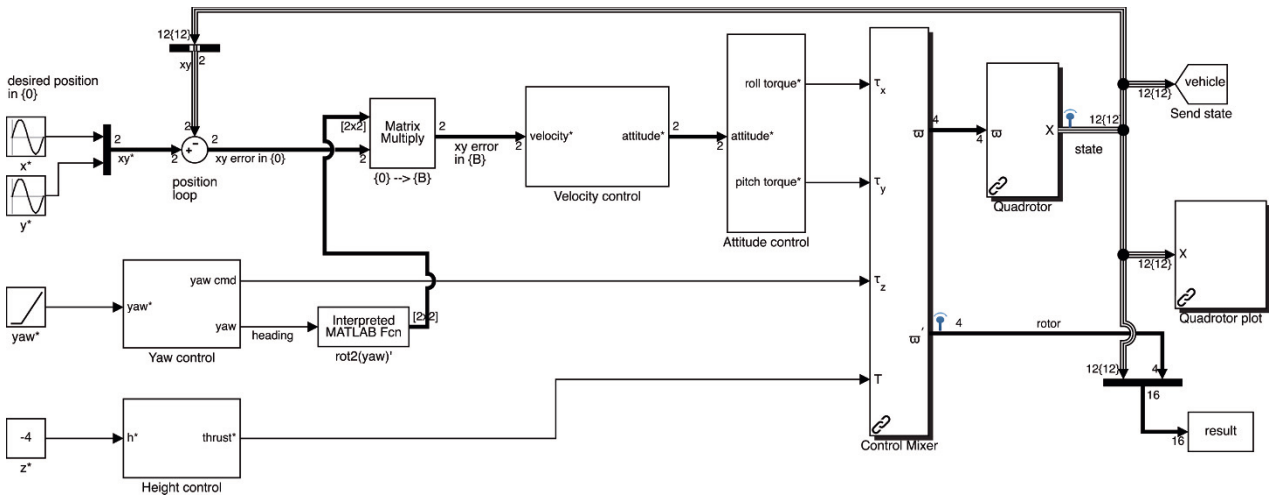 12{12}
xy
2
desired position
in {0}
x*
y*
2
xy*
2
2
2
xy error in {0}
position
loop
[2x2]
2
Matrix
Multiply
{0} --> {B}
2
xy error
in {B}
2
velocity*
attitude*
Velocity control
2
2
attitude*
roll torque*
pitch torque*
Attitude control
τx
τy
τz
T
ϖ
ϖ'
Control Mixer
4
4
ϖ
X
Quadrotor
12{12}
state
12{12}
vehicle
Send state
12{12}
X
Quadrotor plot
yaw*
yaw*
yaw cmd
yaw
Yaw control
heading
Interpreted
MATLAB Fcn
[2x2]
rot2(yaw)'
4
rotor
12{12}
4
16
16
result
-4
z*
h*
thrust*
Height control